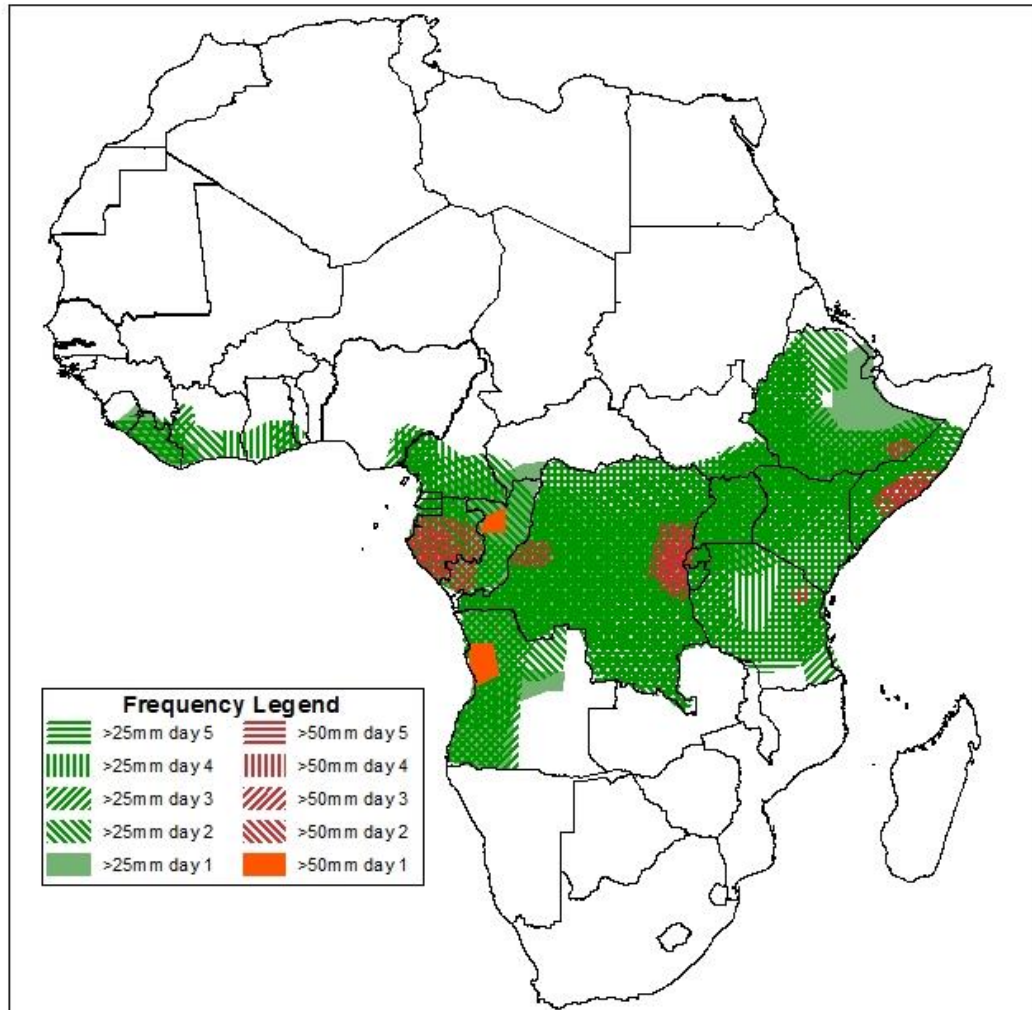 Frequency Legend
>25mm day 5 >50mm day 5
>25mm day 4 >50mm day 4
>25mm day 3 >50mm day 3
>25mm day 2 >50mm day 2
>25mm day 1 >50mm day 1